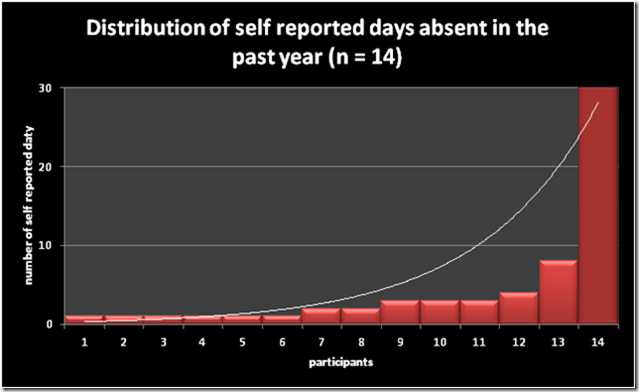 Distribution of self reported days absent in the
past year (n = 14)
number of self reported daty
30
20
10
0
1 2 3 4 5 6 7 8 9 10 11 12 13 14
participants